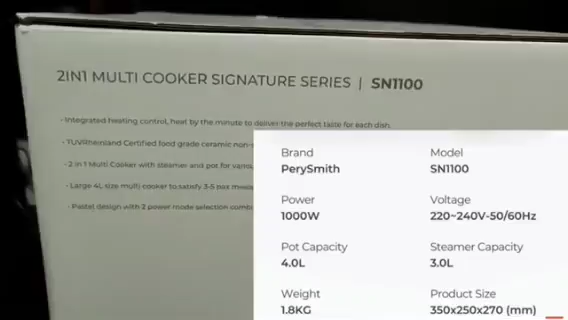 2IN1 MULTI COOKER SIGNATURE SERIES | SN1100
- Integrated heating control, heat by the minute to deliver the perfect taste for each dish.
- TUVRheinland Certified food grade ceramic non-
- 2 in 1 Multi Cooker with steamer and pot for
- Large 4L size multi cooker to satisfy 3-5 pax
- Pastel design with 2 power mode selection
Brand Model
PerySmith SN1100
Power Voltage
1000W 220~240V-50/60Hz
Pot Capacity Steamer Capacity
4.0L 3.0L
Weight Product Size
1.8KG 350x250x270 (mm)